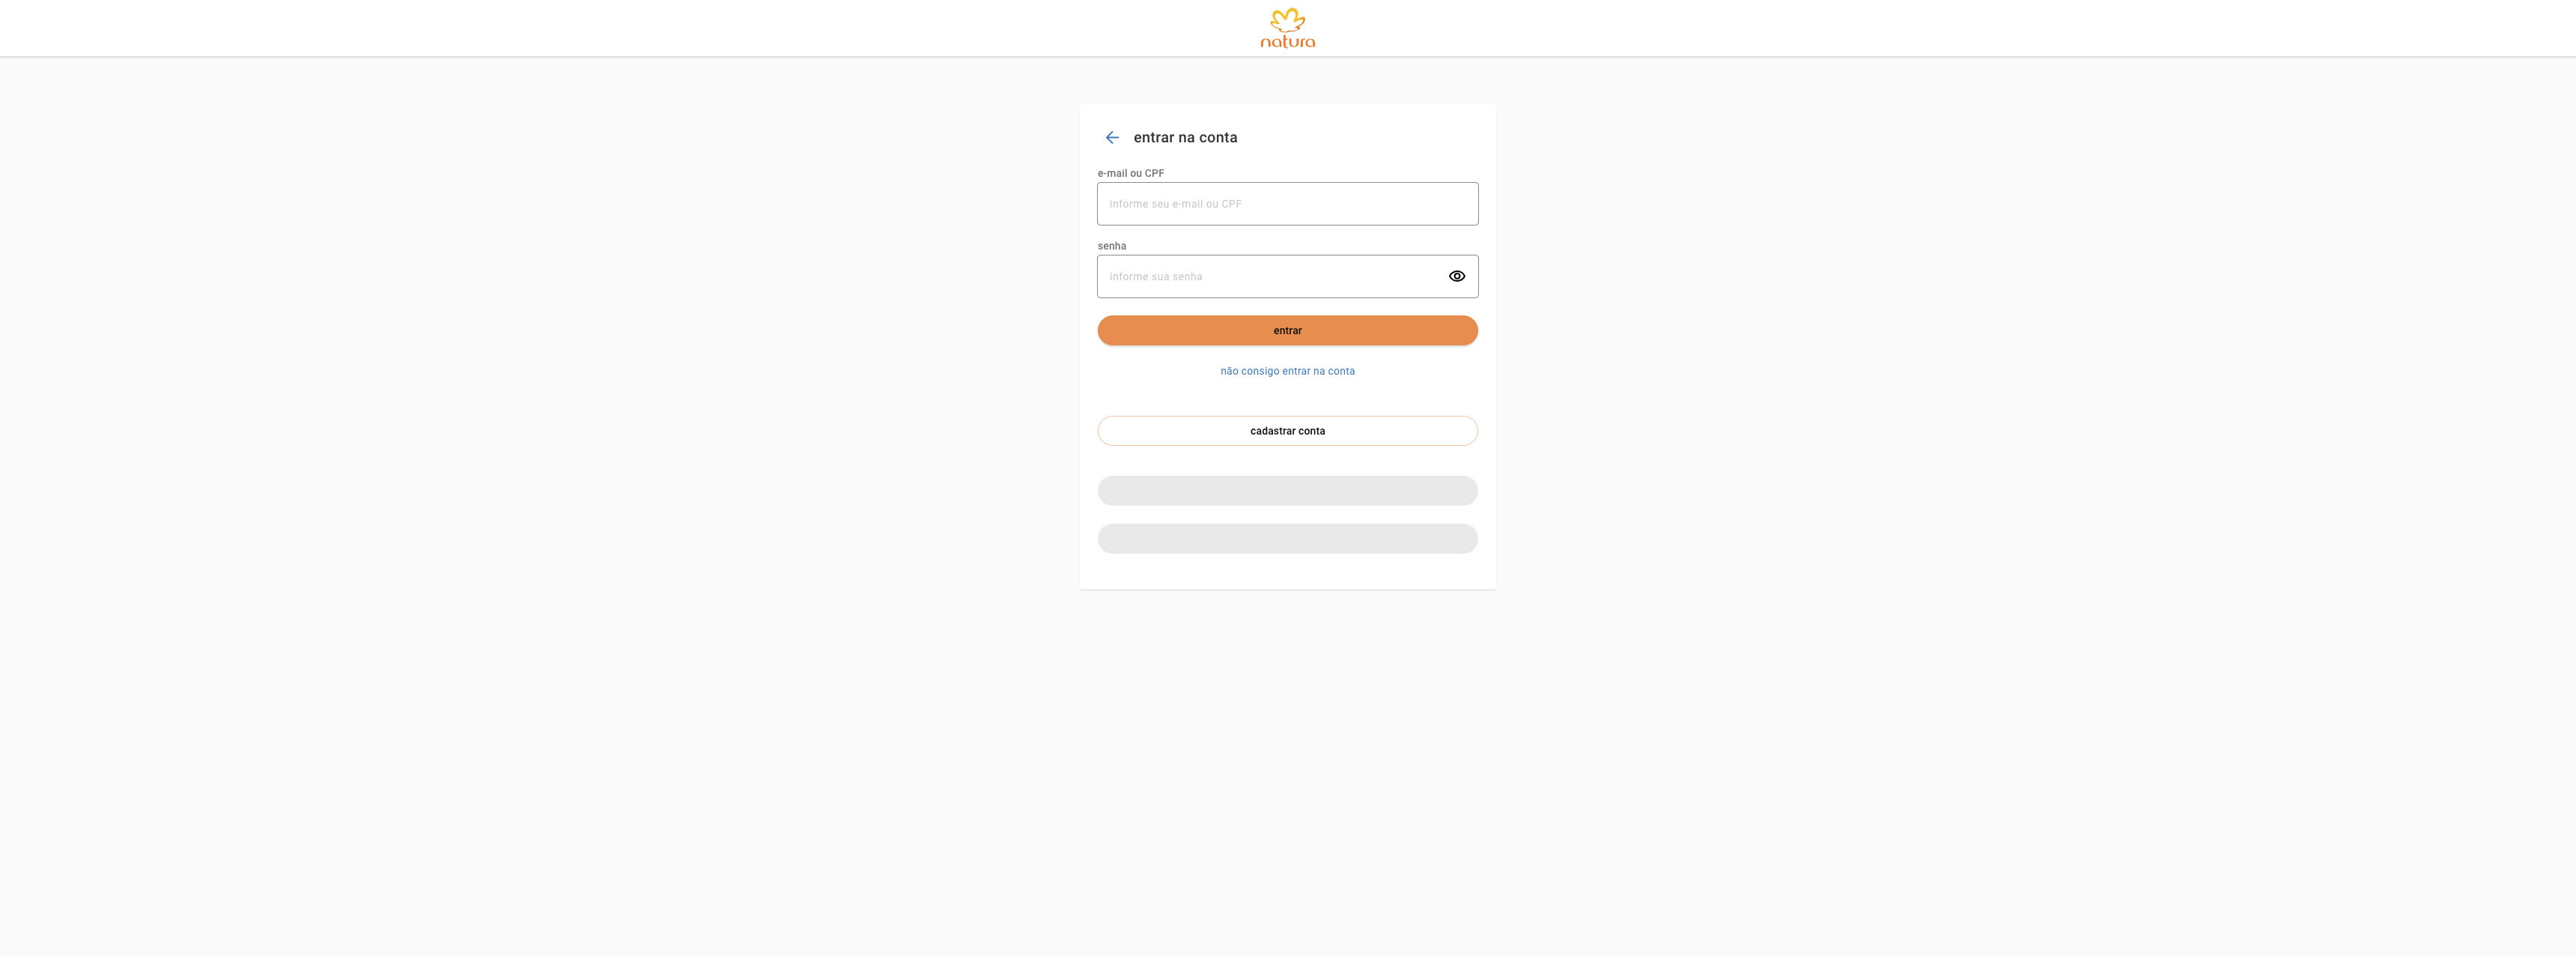 natura
entrar na conta
e-mail ou CPF
informe seu e-mail ou CPF
senha
informe sua senha
entrar
não consigo entrar na conta
cadastrar conta